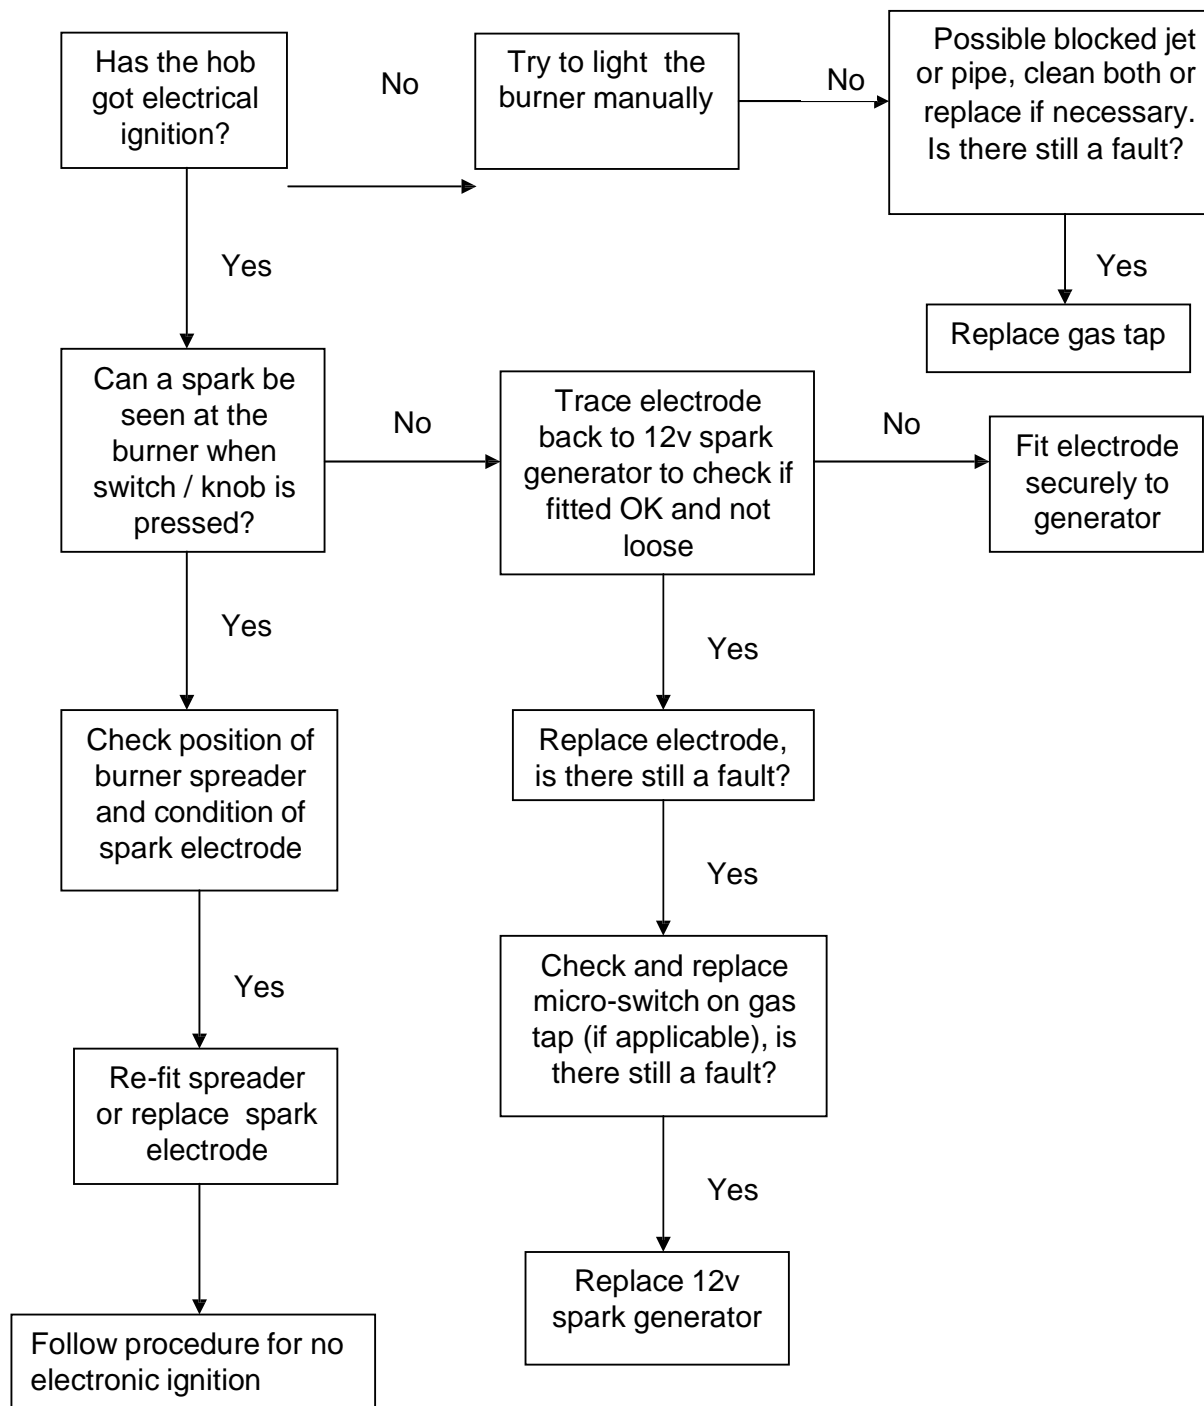 Has the hob
got electrical
ignition?
No
Try to light  the
burner manually
No
Possible blocked jet
or pipe, clean both or
replace if necessary.
Is there still a fault?
Yes
Yes
Replace gas tap
Can a spark be
seen at the
burner when
switch / knob is
pressed?
No
Trace electrode
back to 12v spark
generator to check if
fitted OK and not
loose
No
Fit electrode
securely to
generator
Yes
Yes
Check position of
burner spreader
and condition of
spark electrode
Replace electrode,
is there still a fault?
Yes
Yes
Check and replace
micro-switch on gas
tap (if applicable), is
there still a fault?
Re-fit spreader
or replace  spark
electrode
Yes
Replace 12v
spark generator
Follow procedure for no
electronic ignition